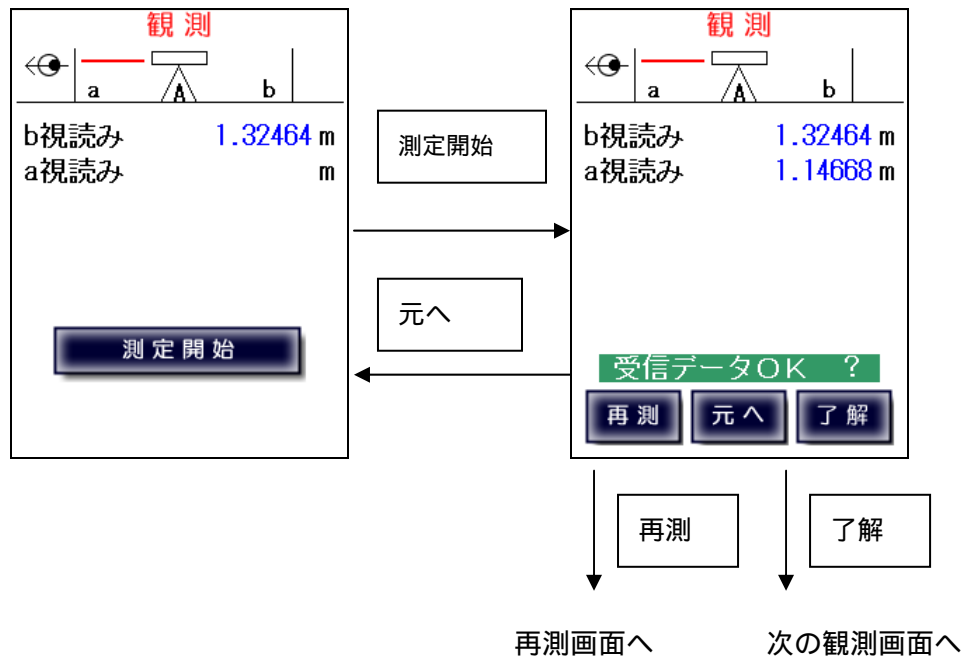 観測
a A b
b視読み 1.32464 m
a視読み m
測定開始
測定開始
元へ
観測
a A b
b視読み 1.32464 m
a視読み 1.14668 m
受信データOK ?
再測 元へ 了解
再測 了解
再測画面へ 次の観測画面へ